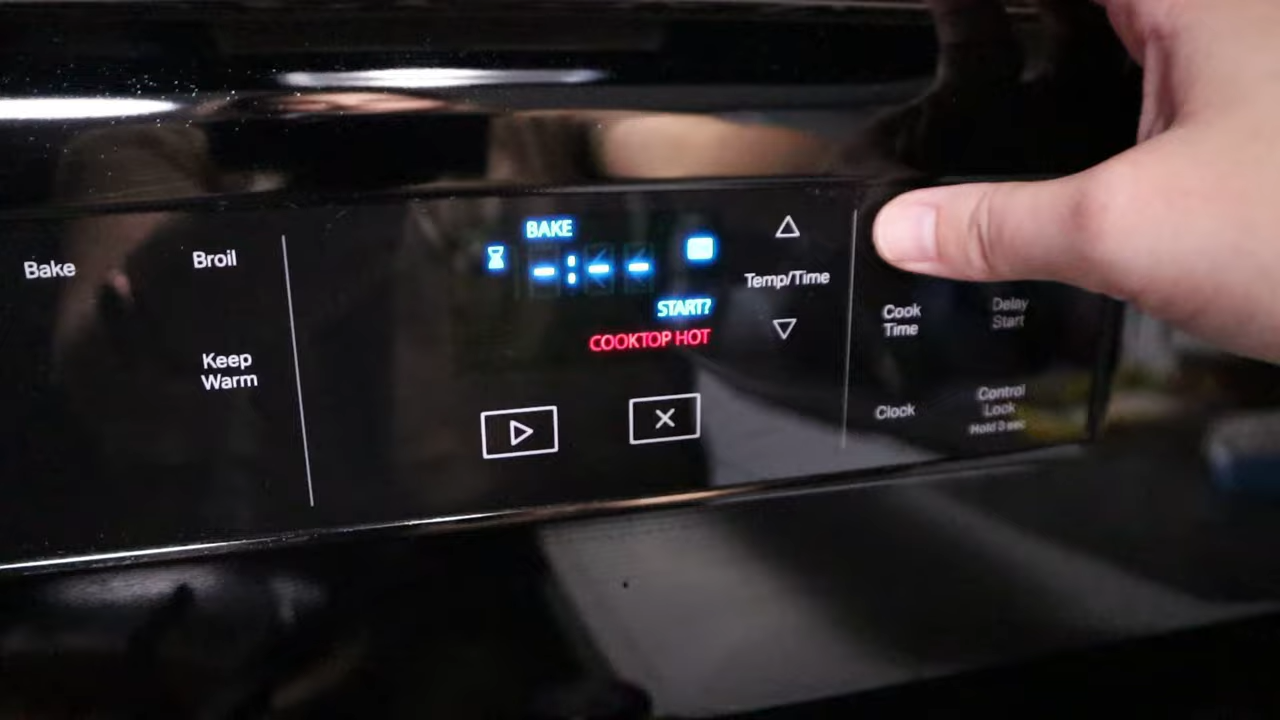 Bake
Broil
Keep
Warm
BAKE
-:--
START?
COOKTOP HOT
Temp/Time
Cook
Time
Delay
Start
Clock
Control
Lock
Hold 3 sec